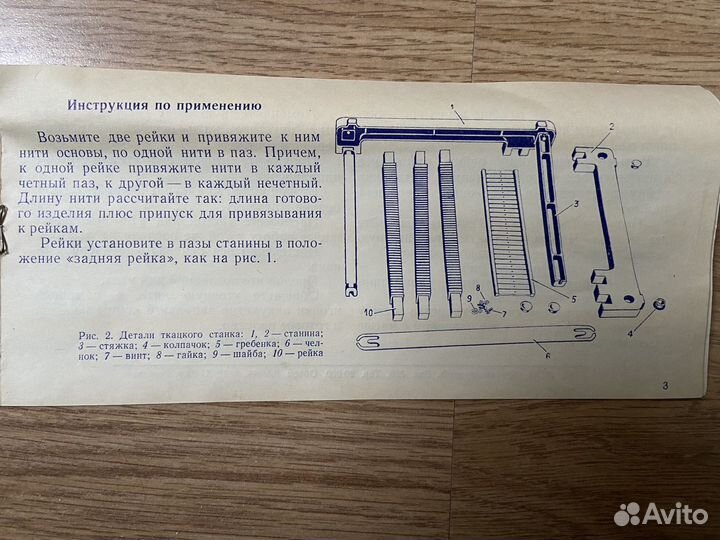 Инструкция по применению
Возьмите две рейки и привяжите к ним
нити основы, по одной нити в паз. Причем,
к одной рейке привяжите нити в каждый
четный паз, к другой — в каждый нечетный.
Длину нити рассчитайте так: длина готово-
го изделия плюс припуск для привязывания
к рейкам.
Рейки установите в пазы станины в поло-
жение «задняя рейка», как на рис. 1.
Рис. 2. Детали ткацкого станка: 1, 2 — станина;
3 — стяжка; 4 — колпачок; 5 — гребенка; 6 — чел-
нок; 7 — винт; 8 — гайка; 9 — шайба; 10 — рейка
1
2
3
8
9
7
10
5
4
6
3
Avito